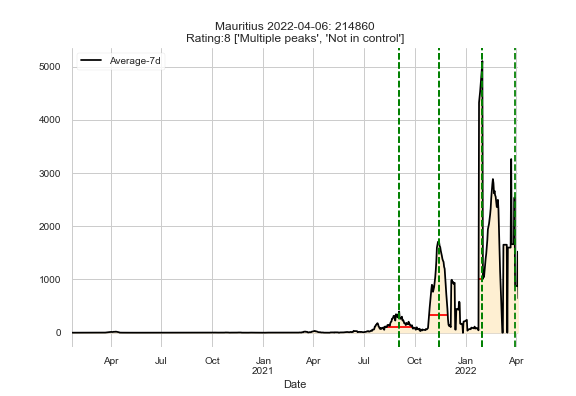 Mauritius 2022-04-06: 214860
Rating:8 ['Multiple peaks', 'Not in control']
Average-7d
5000
4000
3000
2000
1000
0
Apr Jul Oct Jan Apr Jul Oct Jan Apr
2021 2022
Date